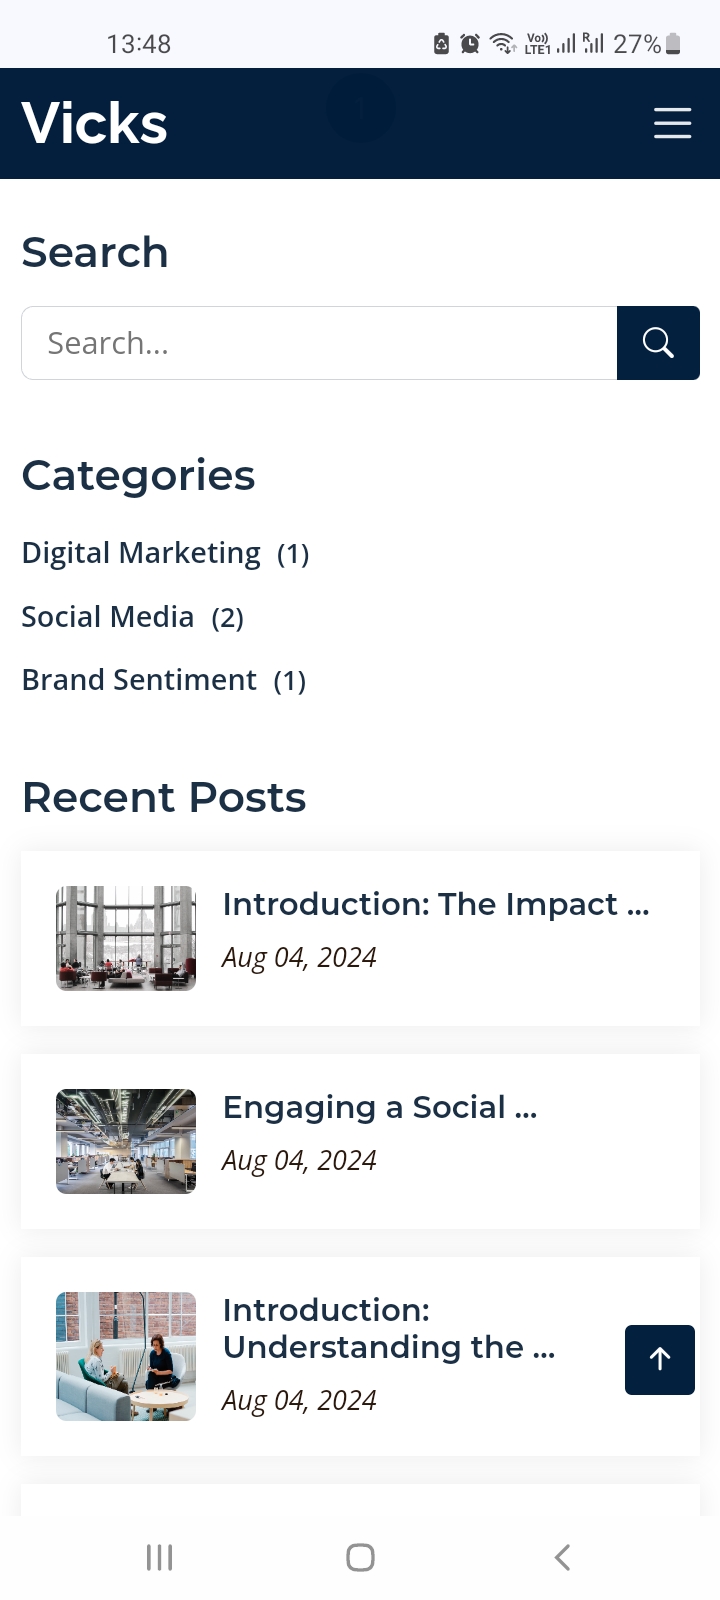 13:48
Vo)) LTE1 R 27%
Vicks
Search
Search...
Categories
Digital Marketing (1)
Social Media (2)
Brand Sentiment (1)
Recent Posts
Introduction: The Impact ...
Aug 04, 2024
Engaging a Social ...
Aug 04, 2024
Introduction:
Understanding the ...
Aug 04, 2024